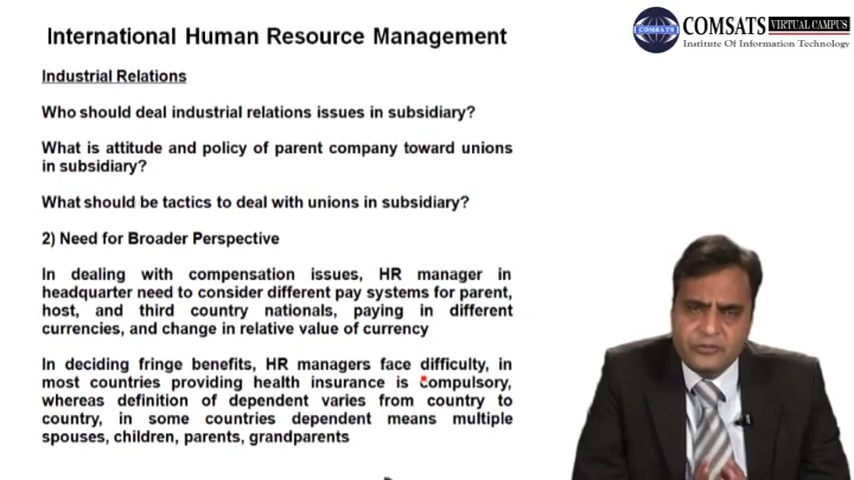 International Human Resource Management
COMSATS VIRTUAL CAMPUS
Institute Of Information Technology
COMSATS
Industrial Relations
Who should deal industrial relations issues in subsidiary?
What is attitude and policy of parent company toward unions
in subsidiary?
What should be tactics to deal with unions in subsidiary?
2) Need for Broader Perspective
In dealing with compensation issues, HR manager in
headquarter need to consider different pay systems for parent,
host, and third country nationals, paying in different
currencies, and change in relative value of currency
In deciding fringe benefits, HR managers face difficulty, in
most countries providing health insurance is compulsory,
whereas definition of dependent varies from country to
country, in some countries dependent means multiple
spouses, children, parents, grandparents